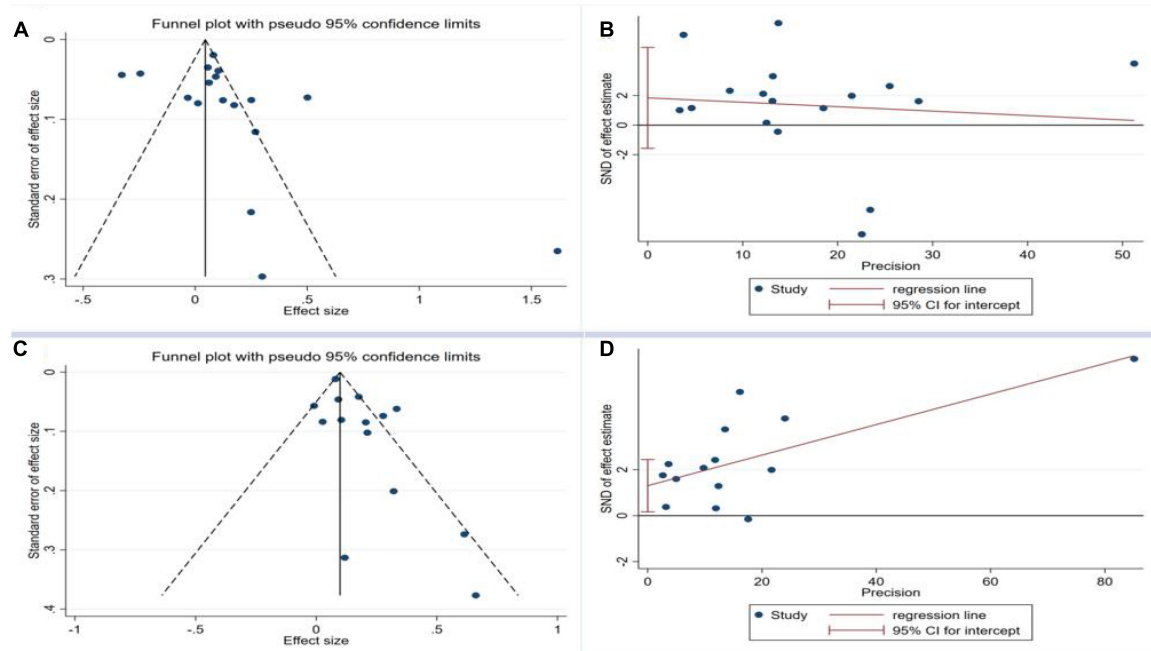 A
Funnel plot with pseudo 95% confidence limits
Standard error of effect size
0
.1
.2
.3
-.5
0
.5
1
1.5
Effect size
B
SND of effect estimate
2
0
-2
0
10
20
30
40
50
Precision
Study
regression line
95% CI for intercept
C
Funnel plot with pseudo 95% confidence limits
Standard error of effect size
0
.1
.2
.3
.4
-1
-.5
0
.5
1
Effect size
D
SND of effect estimate
2
0
-2
0
20
40
60
80
Precision
Study
regression line
95% CI for intercept